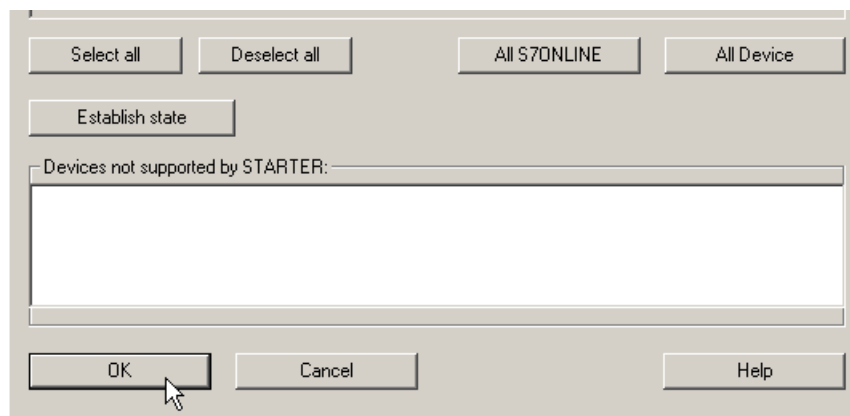 Select all Deselect all All S7ONLINE All Device
Establish state
Devices not supported by STARTER:
OK Cancel Help